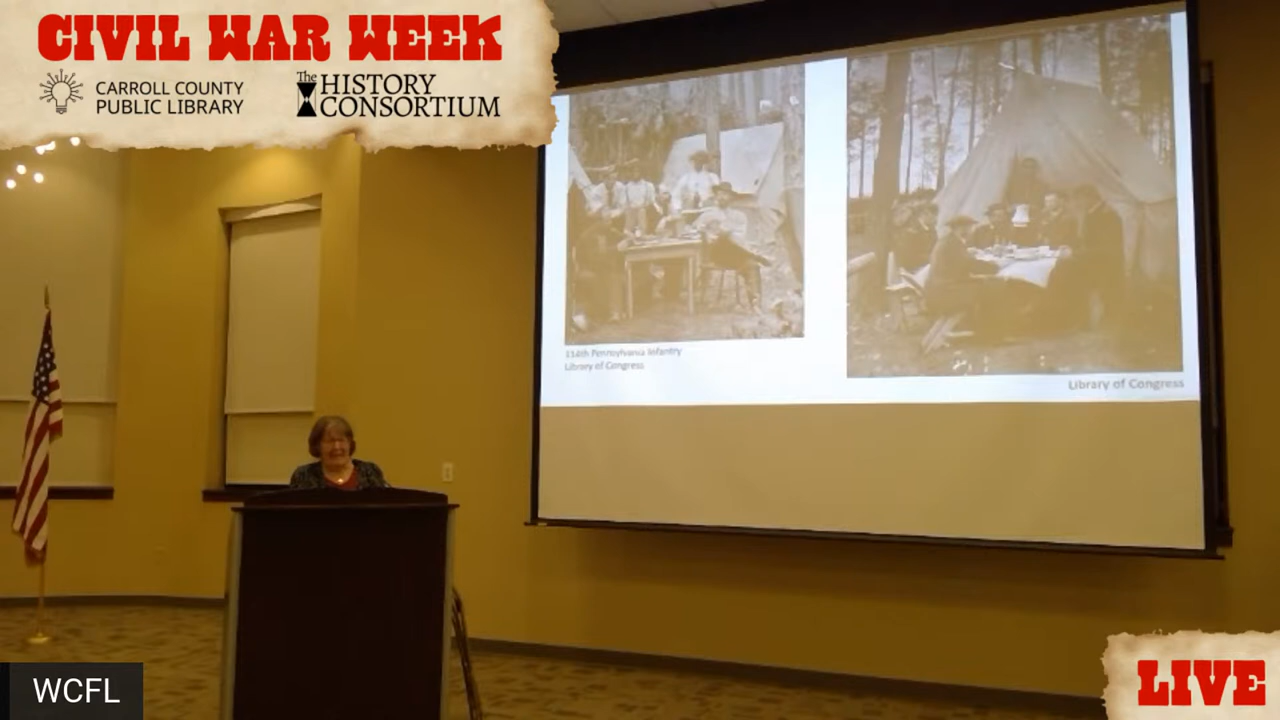 CIVIL WAR WEEK
CARROLL COUNTY
PUBLIC LIBRARY
The HISTORY
CONSORTIUM
114th Pennsylvania Infantry
Library of Congress
Library of Congress
WCFL
LIVE